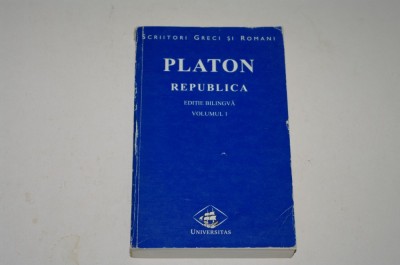 SCRIITORI GRECI ȘI ROMANI
PLATON
REPUBLICA
EDIȚIE BILINGVĂ
VOLUMUL I
UNIVERSITAS